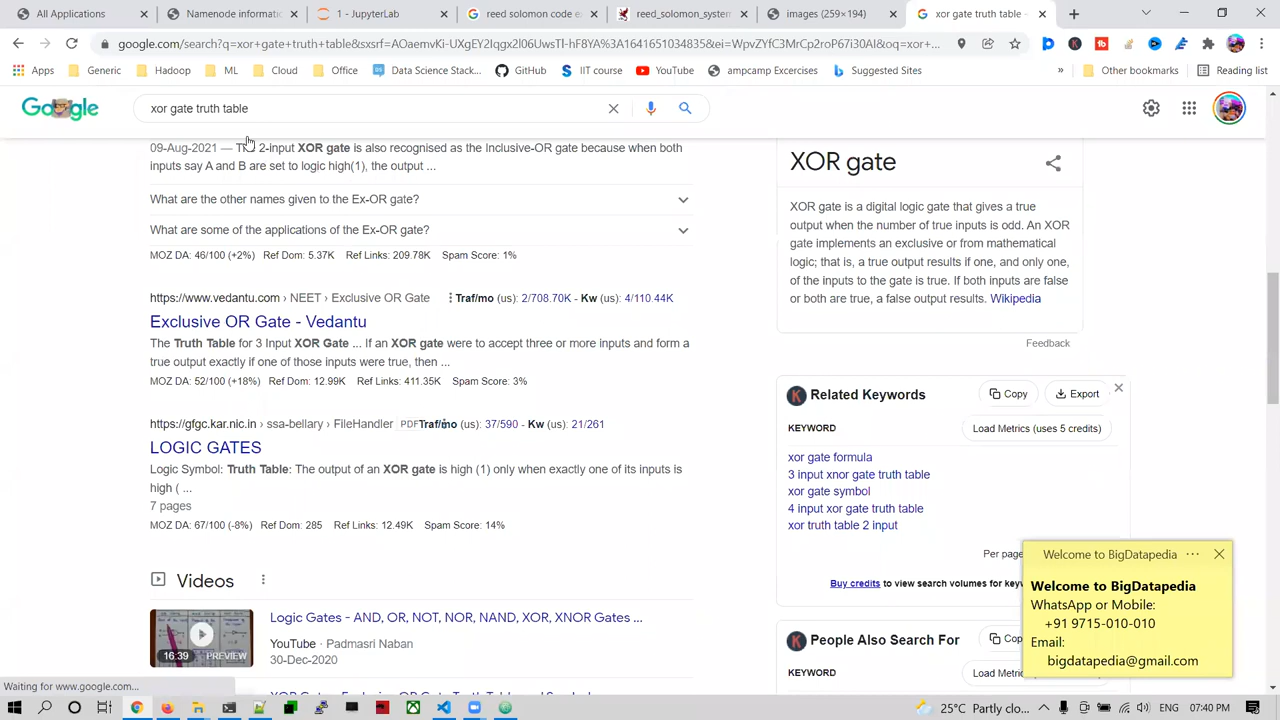 All Applications
Namenode informatic
1 - JupyterLab
reed solomon code e
reed_solomon_system
images (259×194)
xor gate truth table -
google.com/search?q=xor+gate+truth+table&sxsrf=AOaemvKi-pXgEY2Iqgx2l06LwsTl-hF8YA%3A1641651034835&ei=WpvZYfC3MrCp2roP67i30AI&oq=xor+...
Apps
Generic
Hadoop
ML
Cloud
Office
Data Science Stack...
GitHub
IIT course
YouTube
ampcamp Excercises
Suggested Sites
»
Other bookmarks
Reading list
xor gate truth table
09-Aug-2021 — The 2-input XOR gate is also recognised as the Inclusive-OR gate because when both
inputs say A and B are set to logic high(1), the output ...
What are the other names given to the Ex-OR gate?
What are some of the applications of the Ex-OR gate?
MOZ DA: 46/100 (+2%) Ref Dom: 5.37K Ref Links: 209.78K Spam Score: 1%
https://www.vedantu.com › NEET › Exclusive OR Gate
Traf/mo (us): 2/708.70K - Kw (us): 4/110.44K
Exclusive OR Gate - Vedantu
The Truth Table for 3 Input XOR Gate ... If an XOR gate were to accept three or more inputs and form a
true output exactly if one of those inputs were true, then ...
MOZ DA: 52/100 (+18%) Ref Dom: 12.99K Ref Links: 411.35K Spam Score: 3%
https://gfgc.kar.nic.in › ssa-bellary › FileHandler PDF
Traf/mo (us): 37/590 - Kw (us): 21/261
LOGIC GATES
Logic Symbol: Truth Table: The output of an XOR gate is high (1) only when exactly one of its inputs is
high ( ...
7 pages
MOZ DA: 67/100 (-8%) Ref Dom: 285 Ref Links: 12.49K Spam Score: 14%
Videos
16:39 PREVIEW
Logic Gates - AND, OR, NOT, NOR, NAND, XOR, XNOR Gates ...
YouTube · Padmasri Naban
30-Dec-2020
XOR gate
XOR gate is a digital logic gate that gives a true
output when the number of true inputs is odd. An XOR
gate implements an exclusive or from mathematical
logic; that is, a true output results if one, and only one,
of the inputs to the gate is true. If both inputs are false
or both are true, a false output results. Wikipedia
Feedback
Related Keywords
Copy
Export
KEYWORD
Load Metrics (uses 5 credits)
xor gate formula
3 input xnor gate truth table
xor gate symbol
4 input xor gate truth table
xor truth table 2 input
Per page
Buy credits to view search volumes for
People Also Search For
KEYWORD
Welcome to BigDatapedia
Welcome to BigDatapedia
WhatsApp or Mobile:
+91 9715-010-010
Email:
bigdatapedia@gmail.com
Waiting for www.google.com...
25°C Partly clo...
ENG
07:40 PM